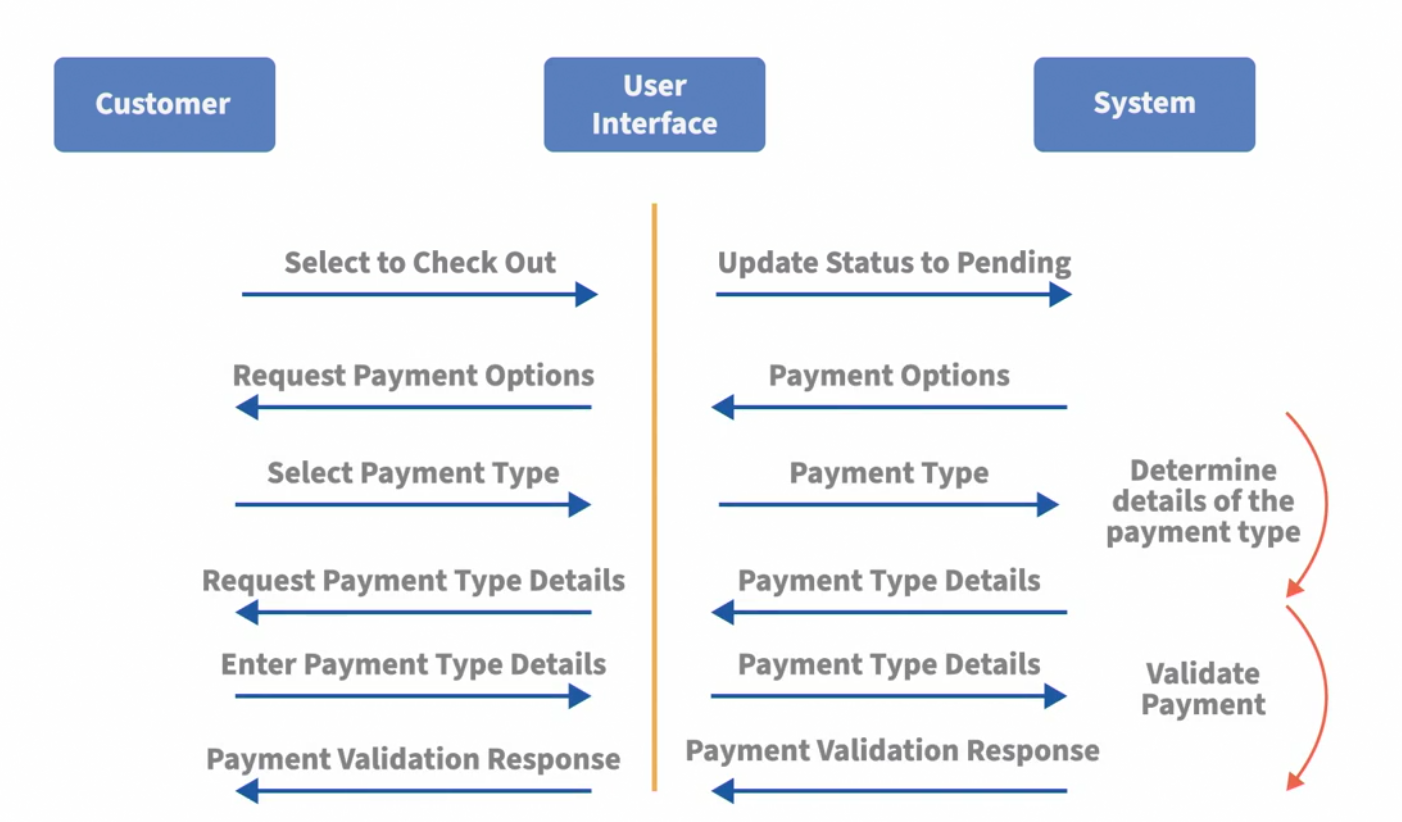 Customer
User
Interface
System
Select to Check Out
Update Status to Pending
Request Payment Options
Payment Options
Select Payment Type
Payment Type
Determine
details of the
payment type
Request Payment Type Details
Payment Type Details
Enter Payment Type Details
Payment Type Details
Validate
Payment
Payment Validation Response
Payment Validation Response